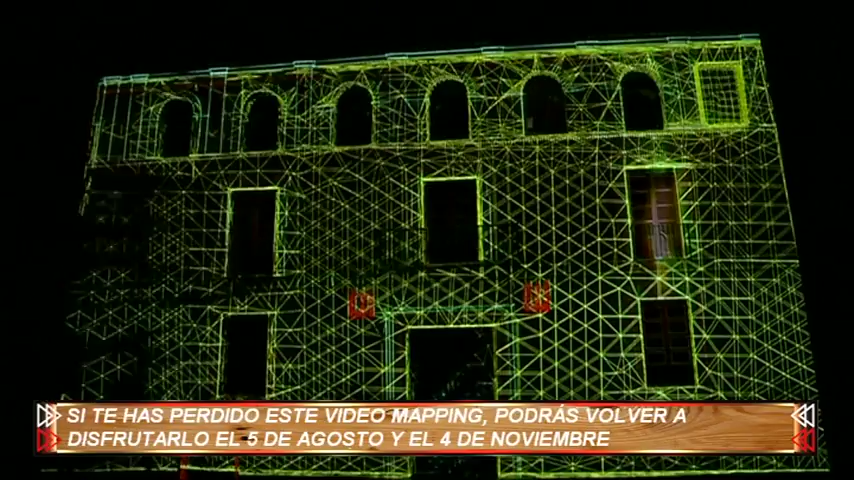 SI TE HAS PERDIDO ESTE VIDEO MAPPING, PODRÁS VOLVER A
DISFRUTARLO EL 5 DE AGOSTO Y EL 4 DE NOVIEMBRE